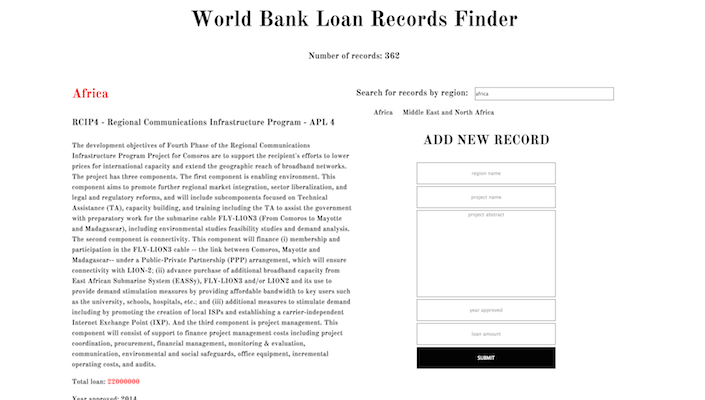 World Bank Loan Records Finder
Number of records: 362
Africa
RCIP4 - Regional Communications Infrastructure Program - APL 4
The development objectives of Fourth Phase of the Regional Communications
Infrastructure Program Project for Comoros are to support the recipient's efforts to lower
prices for international capacity and extend the geographic reach of broadband networks.
The project has three components. The first component is enabling environment. This
component aims to promote further regional market integration, sector liberalization, and
legal and regulatory reforms, and will include subcomponents focused on Technical
Assistance (TA), capacity building, and training including the TA to assist the government
with preparatory work for the submarine cable FLY-LION3 (From Comoros to Mayotte
and Madagascar), including environmental studies feasibility studies and demand analysis.
The second component is connectivity. This component will finance (i) membership and
participation in the FLY-LION3 cable -- the link between Comoros, Mayotte and
Madagascar-- under a Public-Private Partnership (PPP) arrangement, which will ensure
connectivity with LION-2; (ii) advance purchase of additional broadband capacity from
East African Submarine System (EASSy), FLY-LION3 and/or LION2 and its use to
provide demand stimulation measures by providing affordable bandwidth to key users such
as the university, schools, hospitals, etc.; and (iii) additional measures to stimulate demand
including by promoting the creation of local ISPs and establishing a carrier-independent
Internet Exchange Point (IXP). And the third component is project management. This
component will consist of support to finance project management costs including project
coordination, procurement, financial management, monitoring & evaluation,
communication, environmental and social safeguards, office equipment, incremental
operating costs, and audits.
Total loan: 22000000
Year approved: 2014
Search for records by region: africa
Africa Middle East and North Africa
ADD NEW RECORD
region name
project name
project abstract
year approved
loan amount
SUBMIT